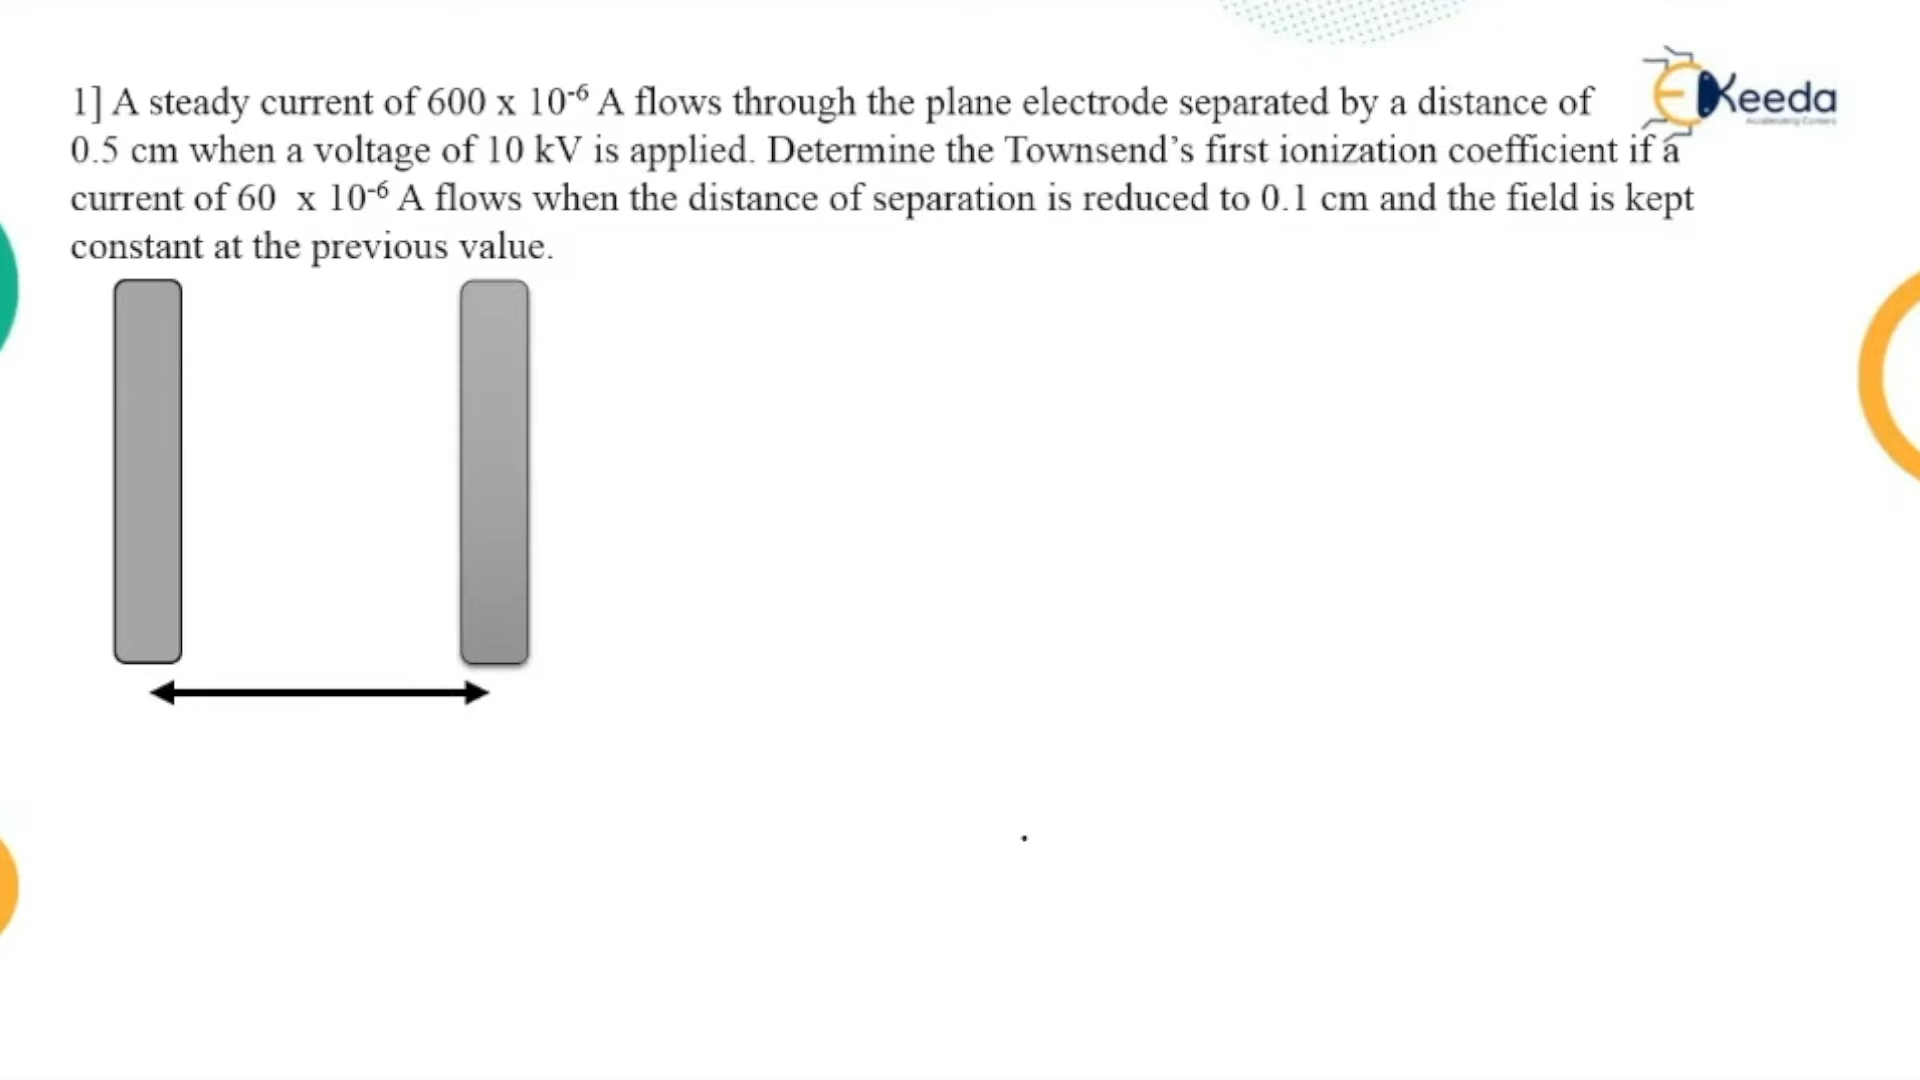 1] A steady current of 600 x 10⁻⁶ A flows through the plane electrode separated by a distance of
0.5 cm when a voltage of 10 kV is applied. Determine the Townsend’s first ionization coefficient if a
current of 60 x 10⁻⁶ A flows when the distance of separation is reduced to 0.1 cm and the field is kept
constant at the previous value.
EKeeda
Accelerating Careers